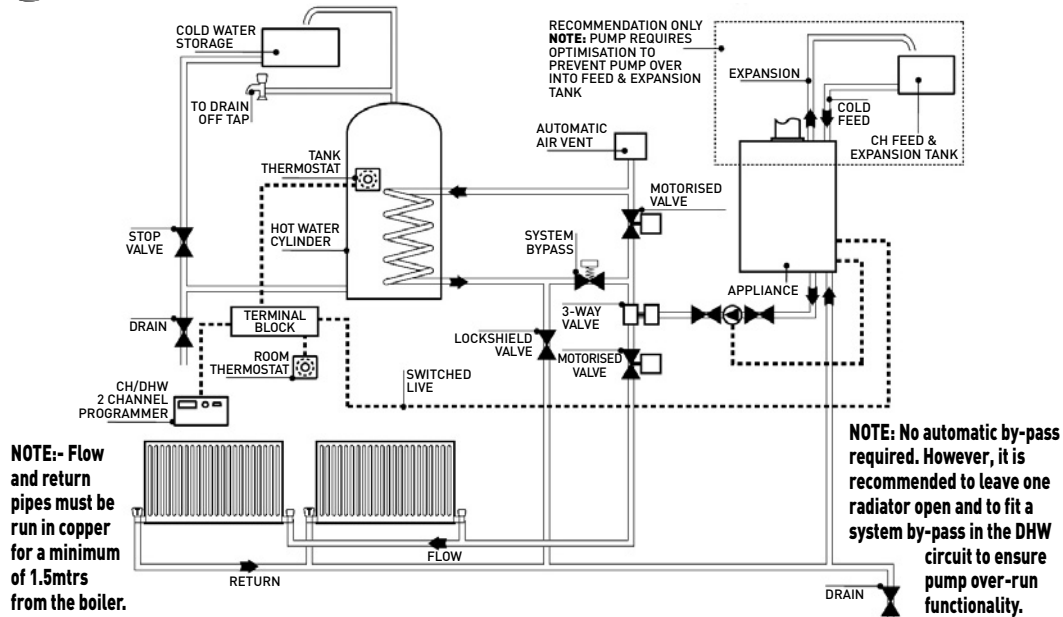 COLD WATER
STORAGE
TO DRAIN
OFF TAP
RECOMMENDATION ONLY
NOTE: PUMP REQUIRES
OPTIMISATION TO
PREVENT PUMP OVER
INTO FEED & EXPANSION
TANK
EXPANSION
COLD
FEED
CH FEED &
EXPANSION TANK
AUTOMATIC
AIR VENT
TANK
THERMOSTAT
MOTORISED
VALVE
STOP
VALVE
HOT WATER
CYLINDER
SYSTEM
BYPASS
APPLIANCE
3-WAY
VALVE
DRAIN
TERMINAL
BLOCK
LOCKSHIELD
VALVE
MOTORISED
VALVE
ROOM
THERMOSTAT
SWITCHED
LIVE
CH/DHW
2 CHANNEL
PROGRAMMER
NOTE:- Flow
and return
pipes must be
run in copper
for a minimum
of 1.5mtrs
from the boiler.
NOTE: No automatic by-pass
required. However, it is
recommended to leave one
radiator open and to fit a
system by-pass in the DHW
circuit to ensure
pump over-run
functionality.
FLOW
RETURN
DRAIN